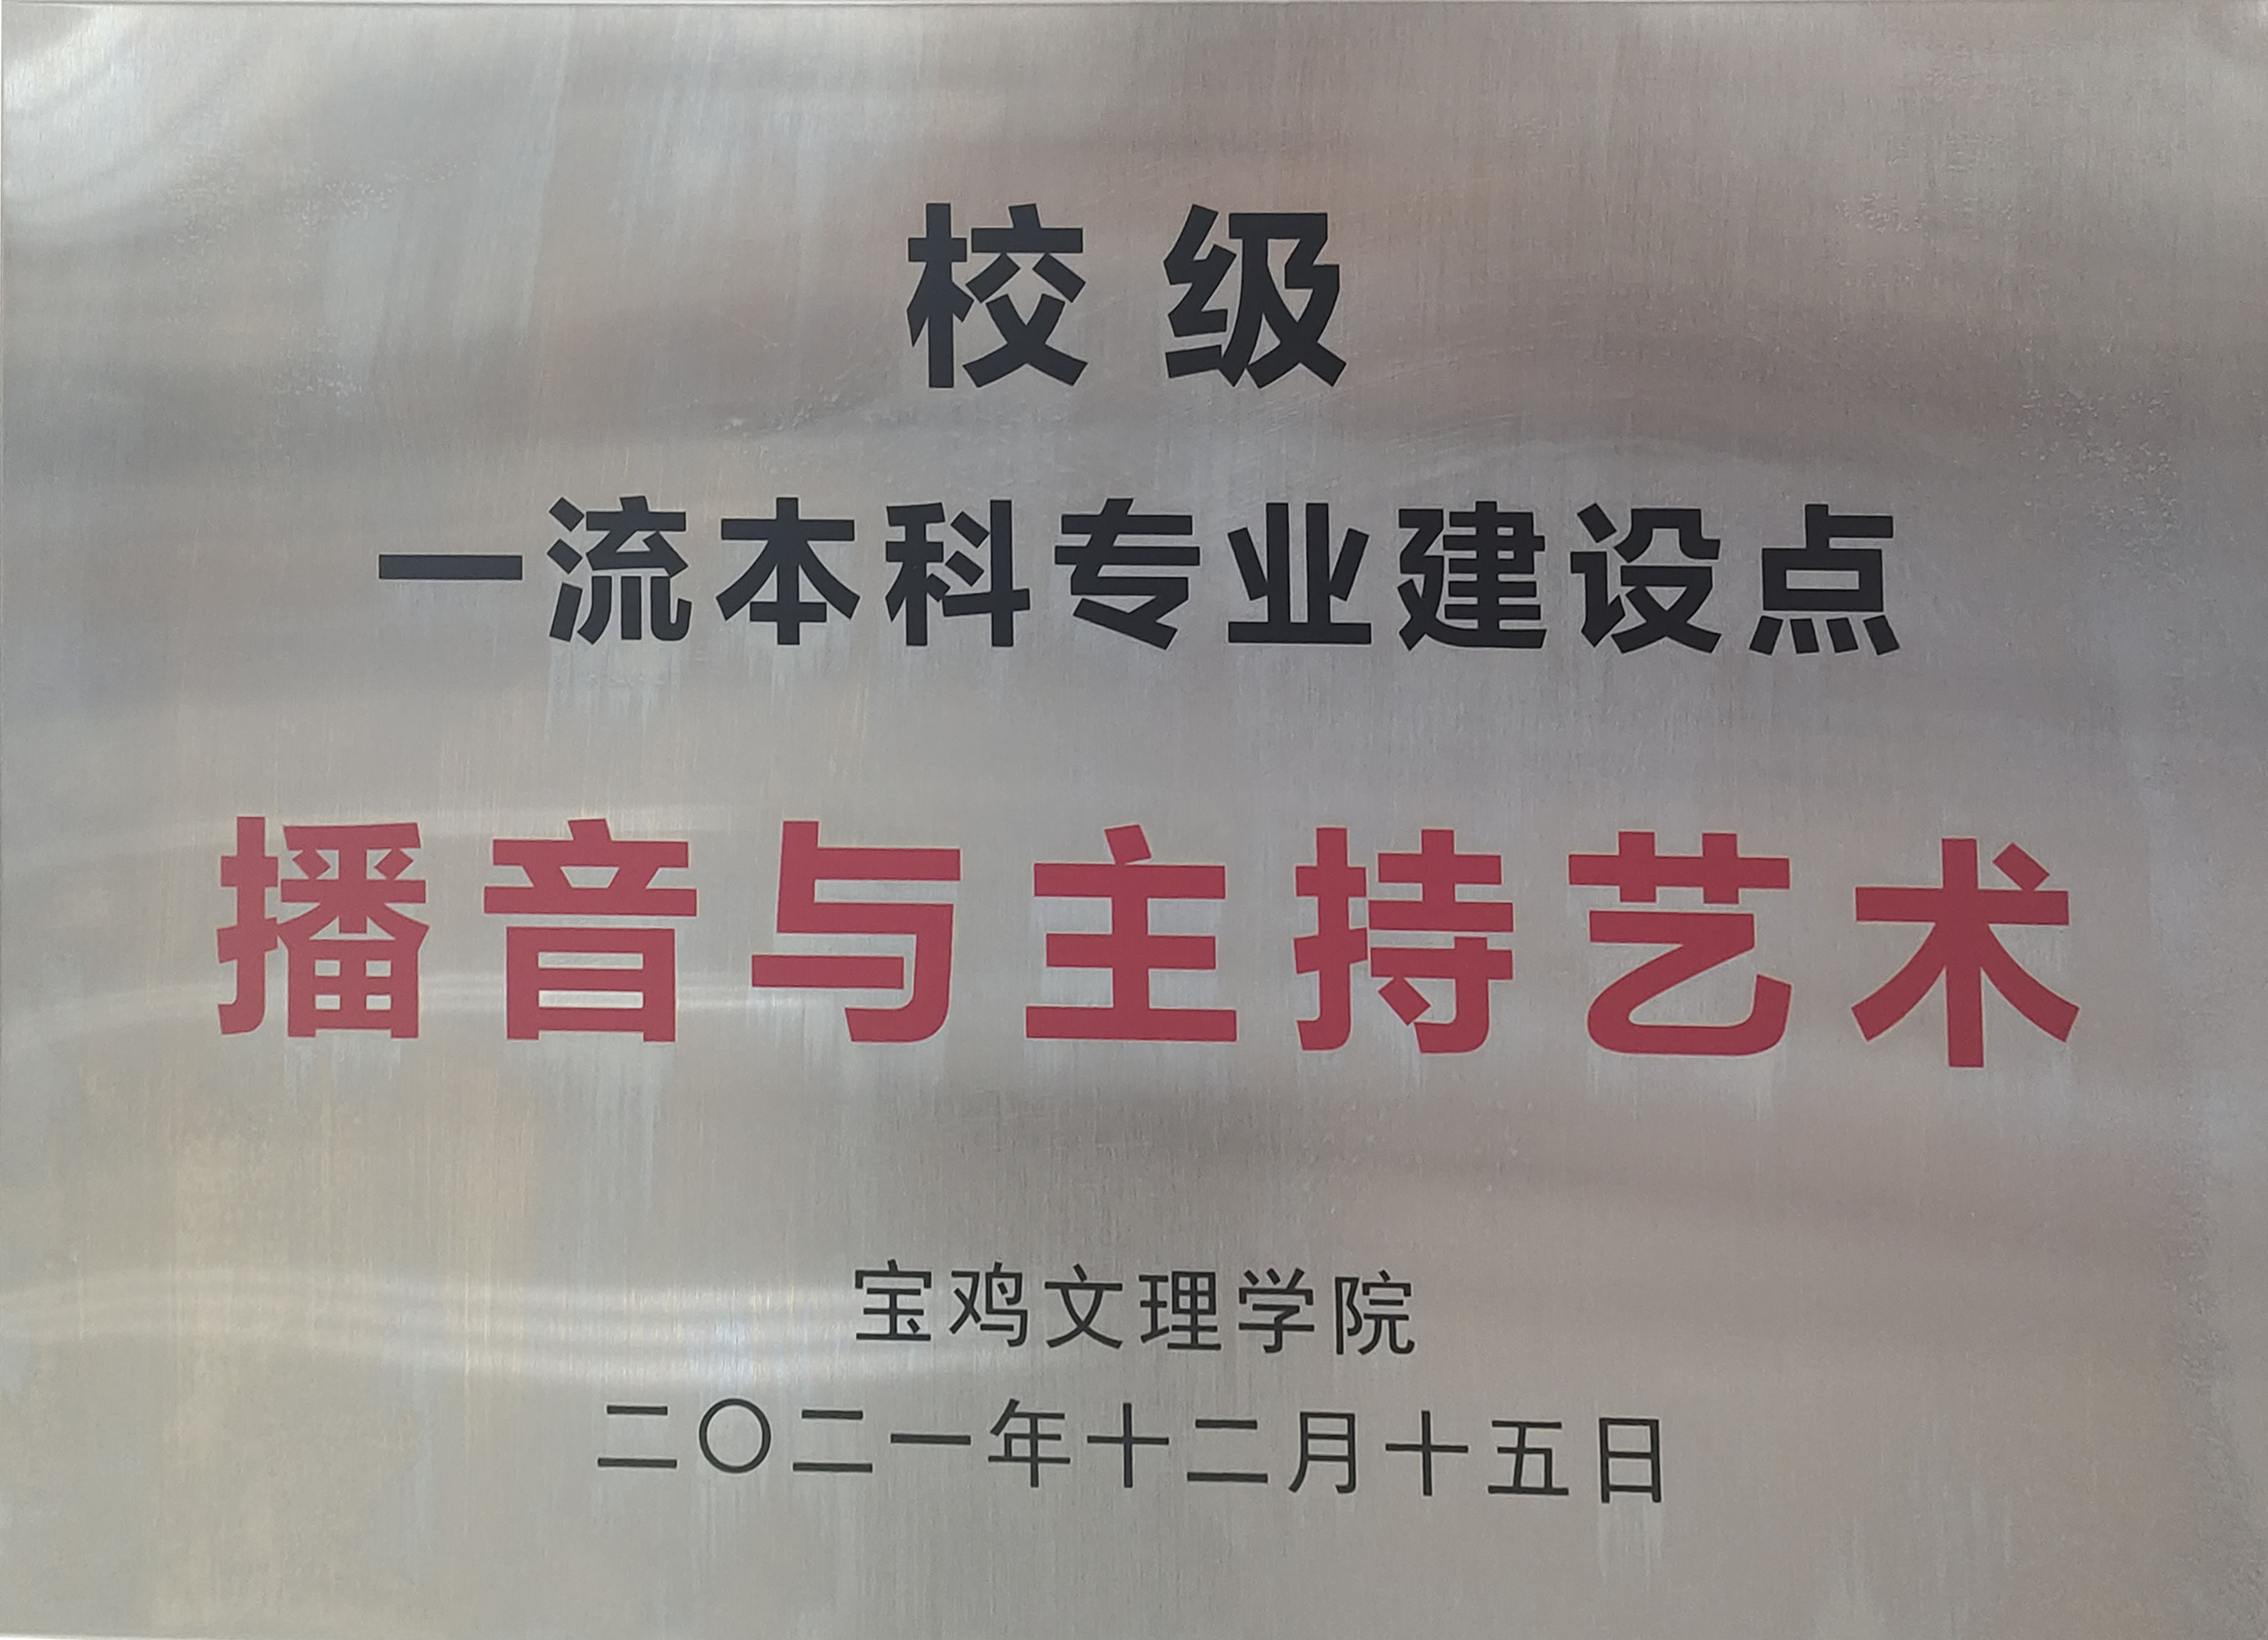 校级
一流本科专业建设点
播音与主持艺术
宝鸡文理学院
二〇二一年十二月十五日